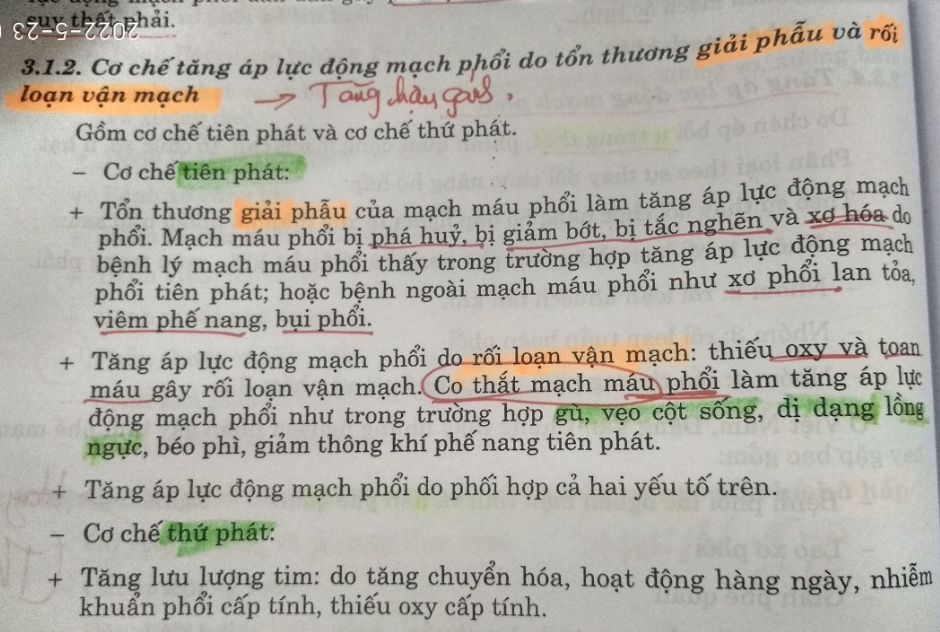 suy thất phải.
2022-5-23
3.1.2. Cơ chế tăng áp lực động mạch phổi do tổn thương giải phẫu và rối
loạn vận mạch → Tăng hậu gánh.
Gồm cơ chế tiên phát và cơ chế thứ phát.
– Cơ chế tiên phát:
+ Tổn thương giải phẫu của mạch máu phổi làm tăng áp lực động mạch
phổi. Mạch máu phổi bị phá huỷ, bị giảm bớt, bị tắc nghẽn và xơ hóa do
bệnh lý mạch máu phổi thấy trong trường hợp tăng áp lực động mạch
phổi tiên phát; hoặc bệnh ngoài mạch máu phổi như xơ phổi lan tỏa,
viêm phế nang, bụi phổi.
+ Tăng áp lực động mạch phổi do rối loạn vận mạch: thiếu oxy và toan
máu gây rối loạn vận mạch. Co thắt mạch máu phổi làm tăng áp lực
động mạch phổi như trong trường hợp gù, vẹo cột sống, dị dạng lồng
ngực, béo phì, giảm thông khí phế nang tiên phát.
+ Tăng áp lực động mạch phổi do phối hợp cả hai yếu tố trên.
– Cơ chế thứ phát:
+ Tăng lưu lượng tim: do tăng chuyển hóa, hoạt động hàng ngày, nhiễm
khuẩn phổi cấp tính, thiếu oxy cấp tính.